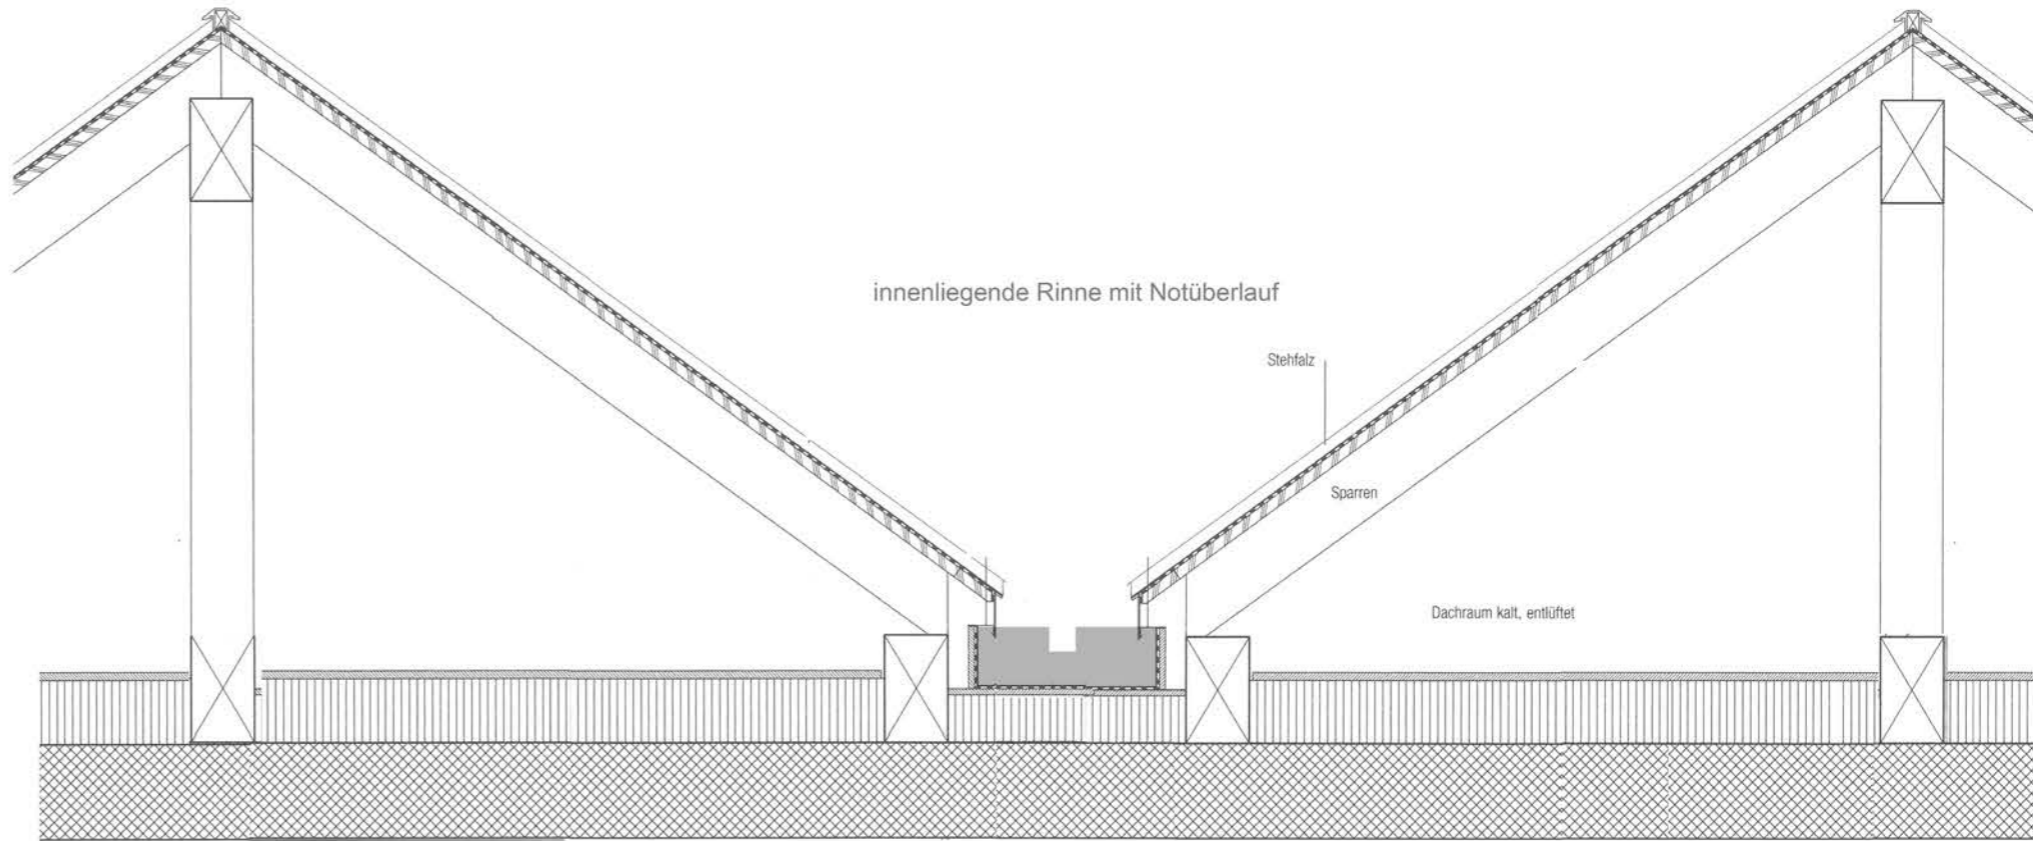 innenliegende Rinne mit Notüberlauf
Stehfalz
Sparren
Dachraum kalt, entlüftet